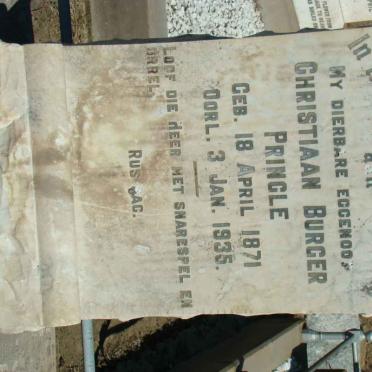 In
MY DIERBARE EGGENOOT
CHRISTIAAN BURGER
PRINGLE
GEB. 18 APRIL 1871
OORL. 3 JAN. 1935.
LOOF DIE HEER MET SNARESPEL EN
ORREL.
RUS SAG.